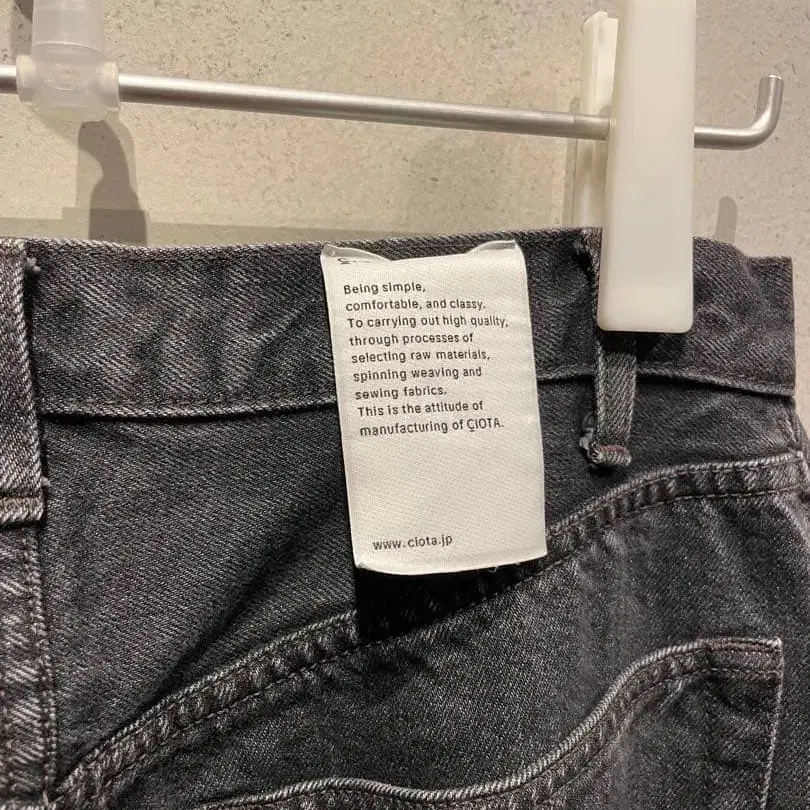 Being simple,
comfortable, and classy.
To carrying out high quality,
through processes of
selecting raw materials,
spinning weaving and
sewing fabrics.
This is the attitude of
manufacturing of ÇIOTA.
www.ciota.jp